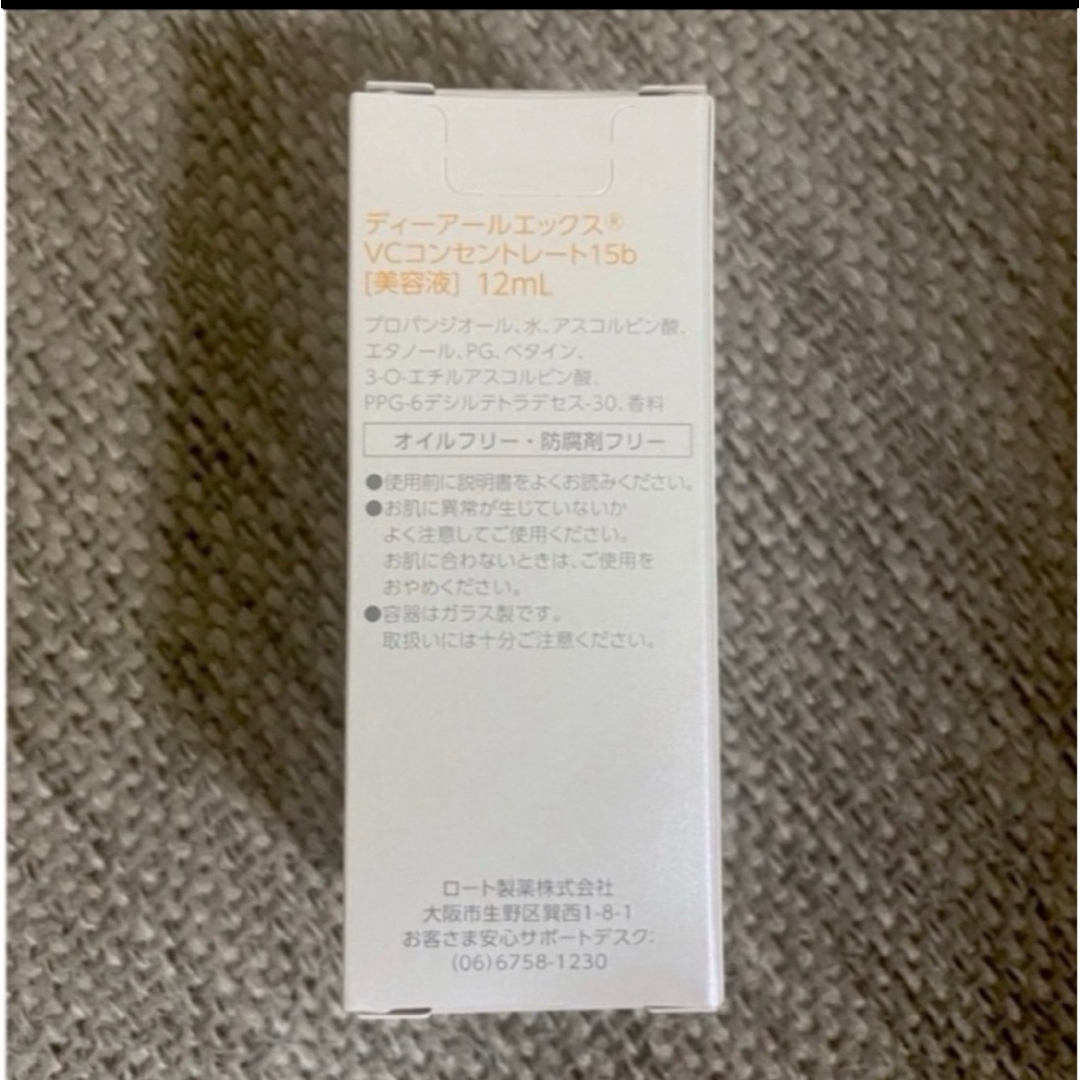 ディーアールエックス®
VCコンセントレート15b
[美容液] 12mL
プロパンジオール、水、アスコルビン酸、
エタノール、PG、ベタイン、
3-O-エチルアスコルビン酸、
PPG-6デシルテトラデセス-30、香料
オイルフリー・防腐剤フリー
●使用前に説明書をよくお読みください。
●お肌に異常が生じていないか
よく注意してご使用ください。
お肌に合わないときは、ご使用を
おやめください。
●容器はガラス製です。
取扱いには十分ご注意ください。
ロート製薬株式会社
大阪市生野区巽西1-8-1
お客さま安心サポートデスク:
(06)6758-1230